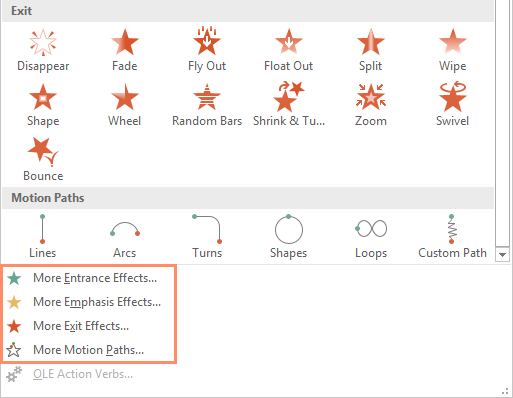 Exit
Disappear Fade Fly Out Float Out Split Wipe
Shape Wheel Random Bars Shrink & Tu... Zoom Swivel
Bounce
Motion Paths
Lines Arcs Turns Shapes Loops Custom Path
More Entrance Effects...
More Emphasis Effects...
More Exit Effects...
More Motion Paths...
OLE Action Verbs...